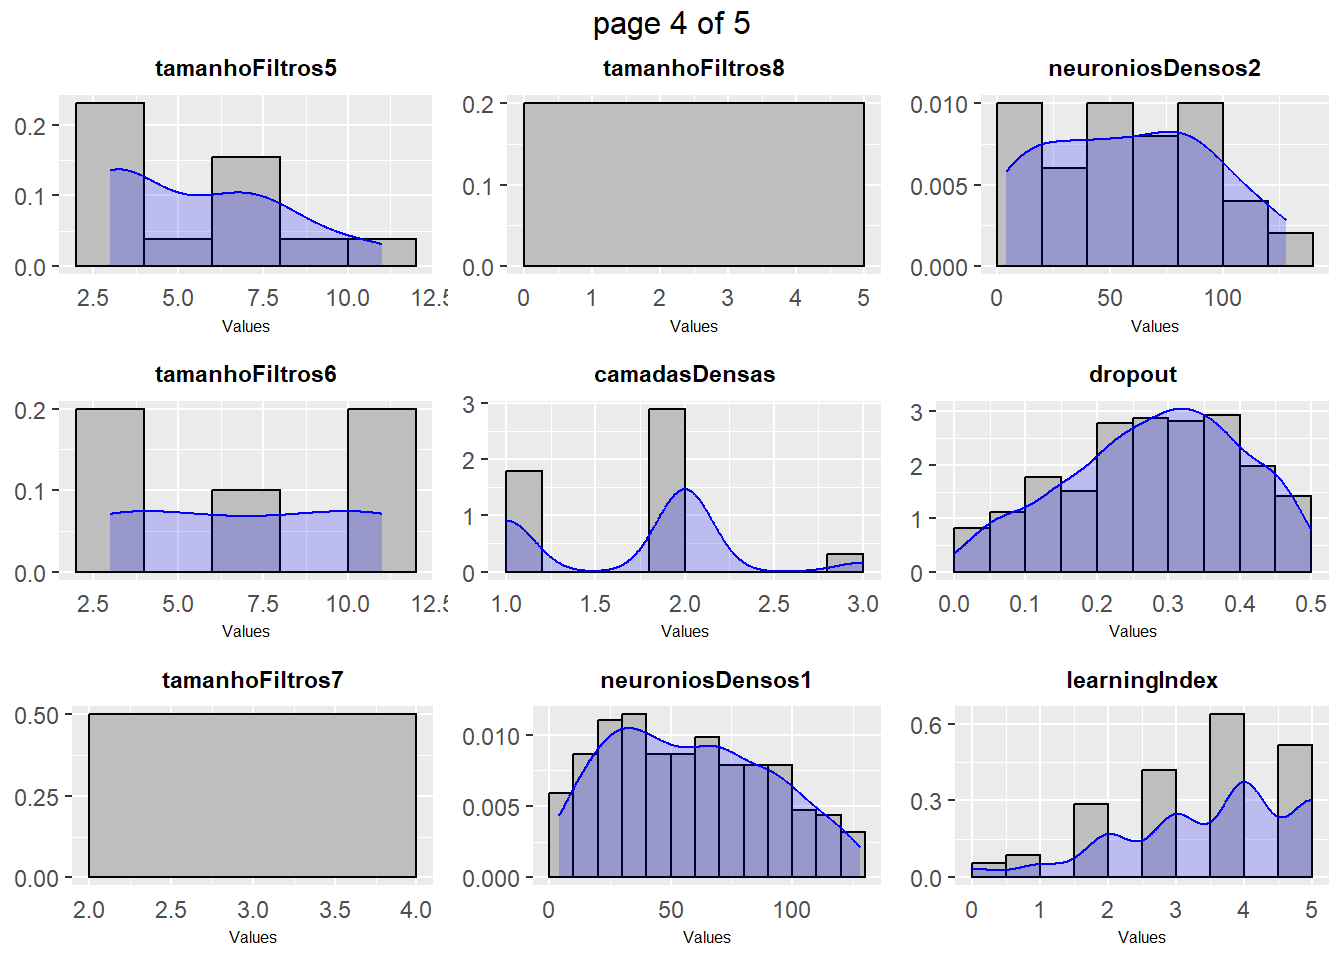 page 4 of 5
tamanhoFiltros5
tamanhoFiltros8
neuroniosDensos2
0.2
0.1
0.0
2.5 5.0 7.5 10.0 12.5
Values
0.2
0.1
0.0
0 1 2 3 4 5
Values
0.010
0.005
0.000
0 50 100
Values
tamanhoFiltros6
camadasDensas
dropout
0.2
0.1
0.0
2.5 5.0 7.5 10.0 12.5
Values
3
2
1
0
1.0 1.5 2.0 2.5 3.0
Values
3
2
1
0
0.0 0.1 0.2 0.3 0.4 0.5
Values
tamanhoFiltros7
neuroniosDensos1
learningIndex
0.50
0.25
0.00
2.0 2.5 3.0 3.5 4.0
Values
0.010
0.005
0.000
0 50 100
Values
0.6
0.3
0.0
0 1 2 3 4 5
Values